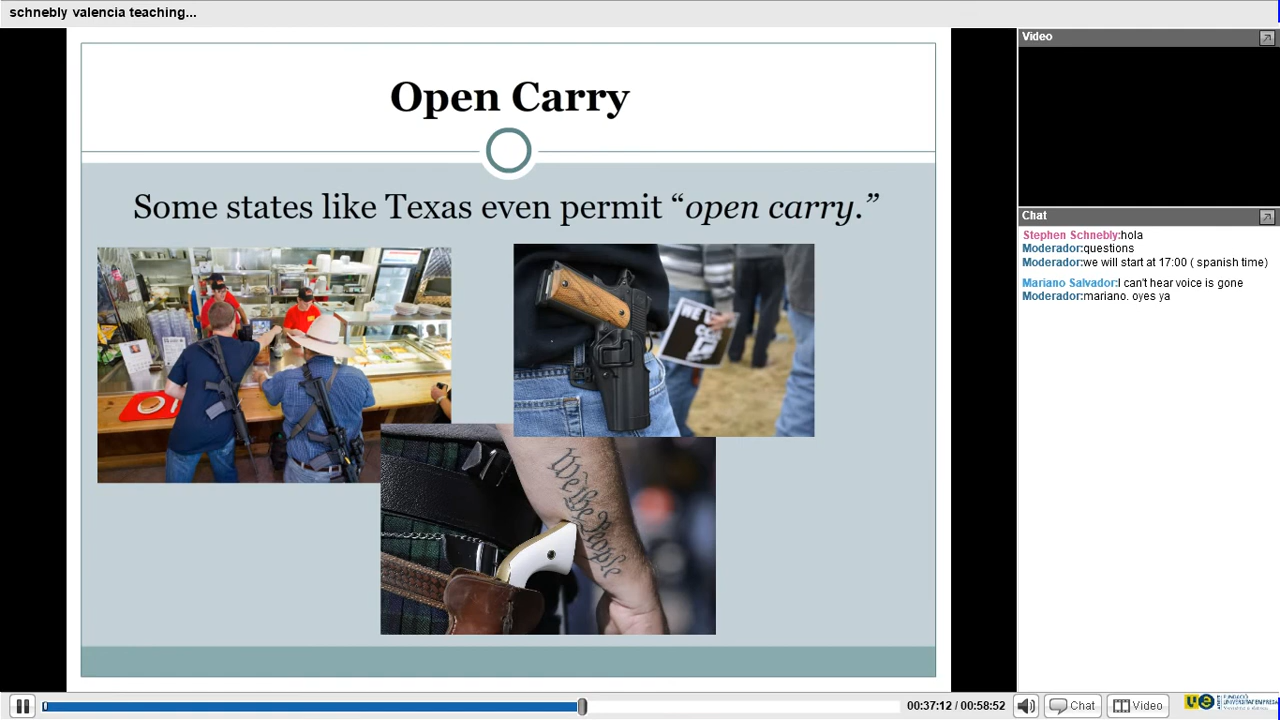 schnebly valencia teaching...
Open Carry
Some states like Texas even permit “open carry.”
We the People
Video
Chat
Stephen Schnebly:hola
Moderador:questions
Moderador:we will start at 17:00 ( spanish time)
Mariano Salvador:I can't hear voice is gone
Moderador:mariano. oyes ya
00:37:12 / 00:58:52
Chat
Video